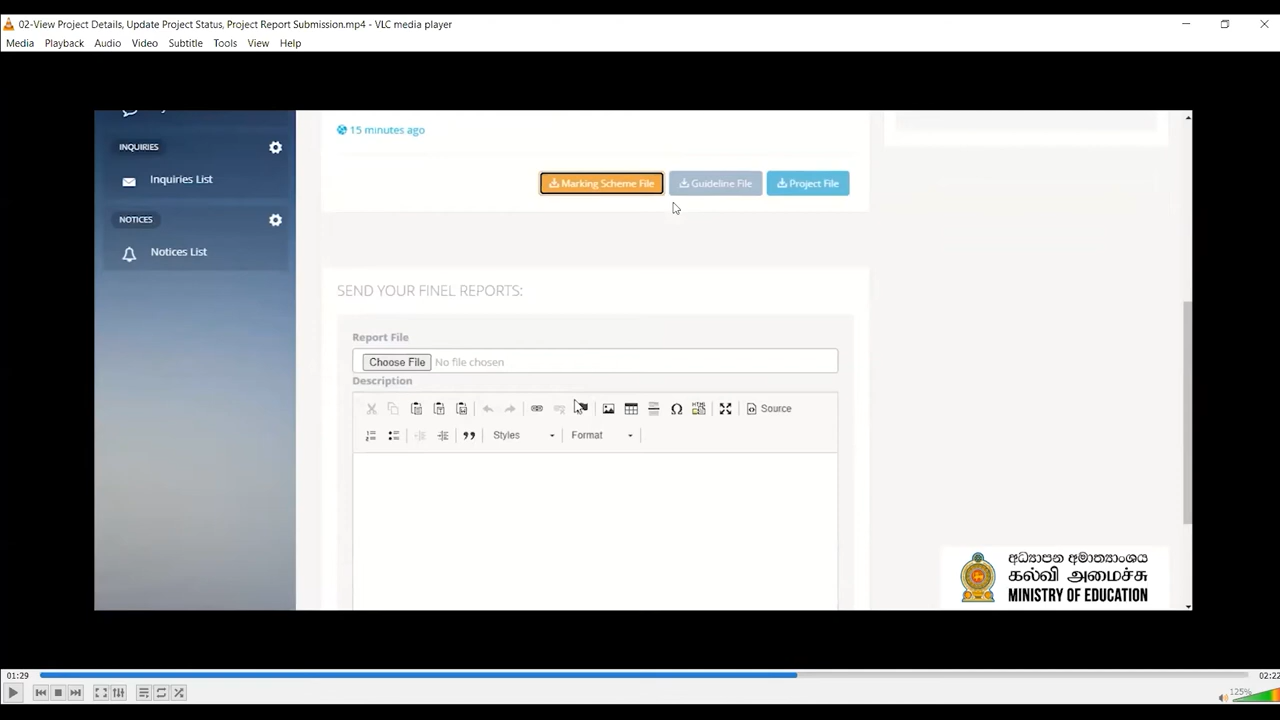 02-View Project Details, Update Project Status, Project Report Submission.mp4 - VLC media player
Media Playback Audio Video Subtitle Tools View Help
INQUIRIES
Inquiries List
NOTICES
Notices List
15 minutes ago
Marking Scheme File Guideline File Project File
SEND YOUR FINEL REPORTS:
Report File
Choose File No file chosen
Description
Source
Styles Format
අධ්‍යාපන අමාත්‍යාංශය
கல்வி அமைச்சு
MINISTRY OF EDUCATION
01:29 02:22
125%